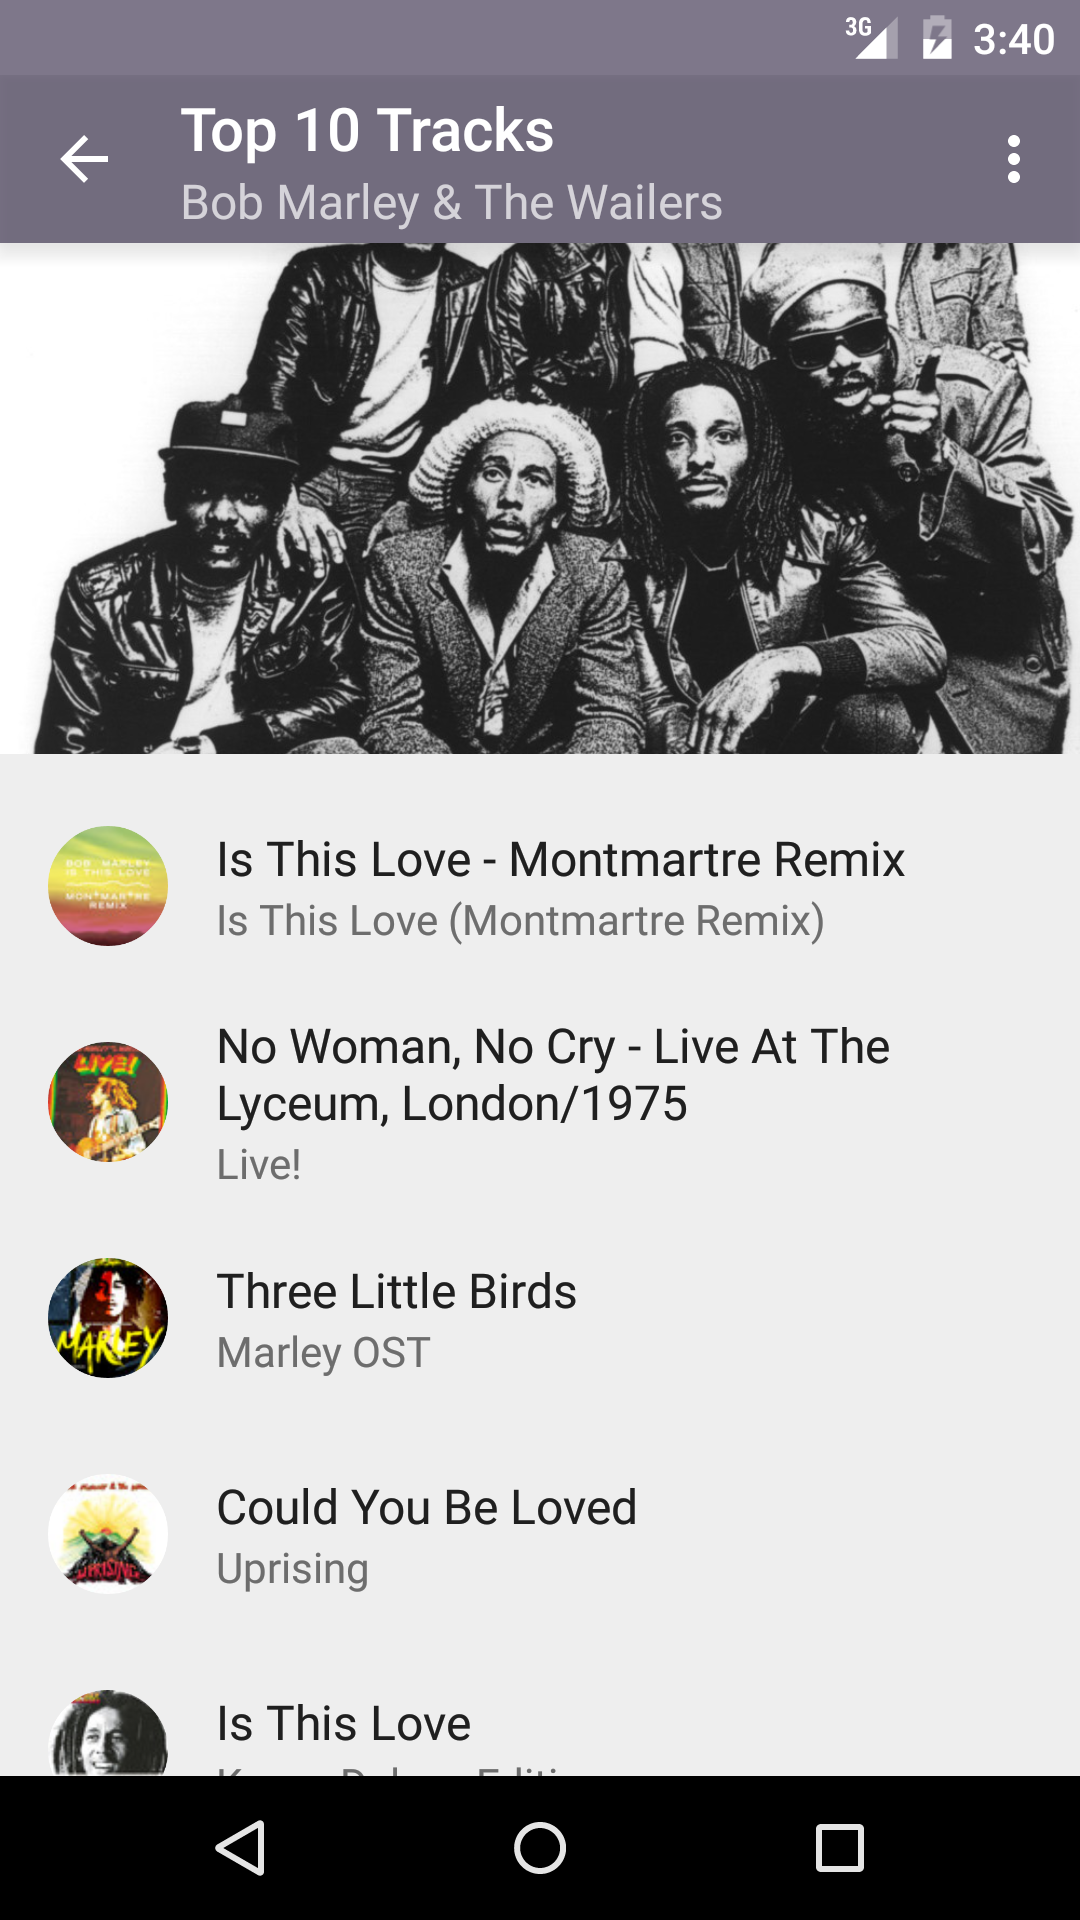 3G 3:40
Top 10 Tracks
Bob Marley & The Wailers
BOB MARLEY
IS THIS LOVE
MONTMARTRE
REMIX
Is This Love - Montmartre Remix
Is This Love (Montmartre Remix)
LIVE!
No Woman, No Cry - Live At The
Lyceum, London/1975
Live!
MARLEY
Three Little Birds
Marley OST
UPRISING
Could You Be Loved
Uprising
Is This Love